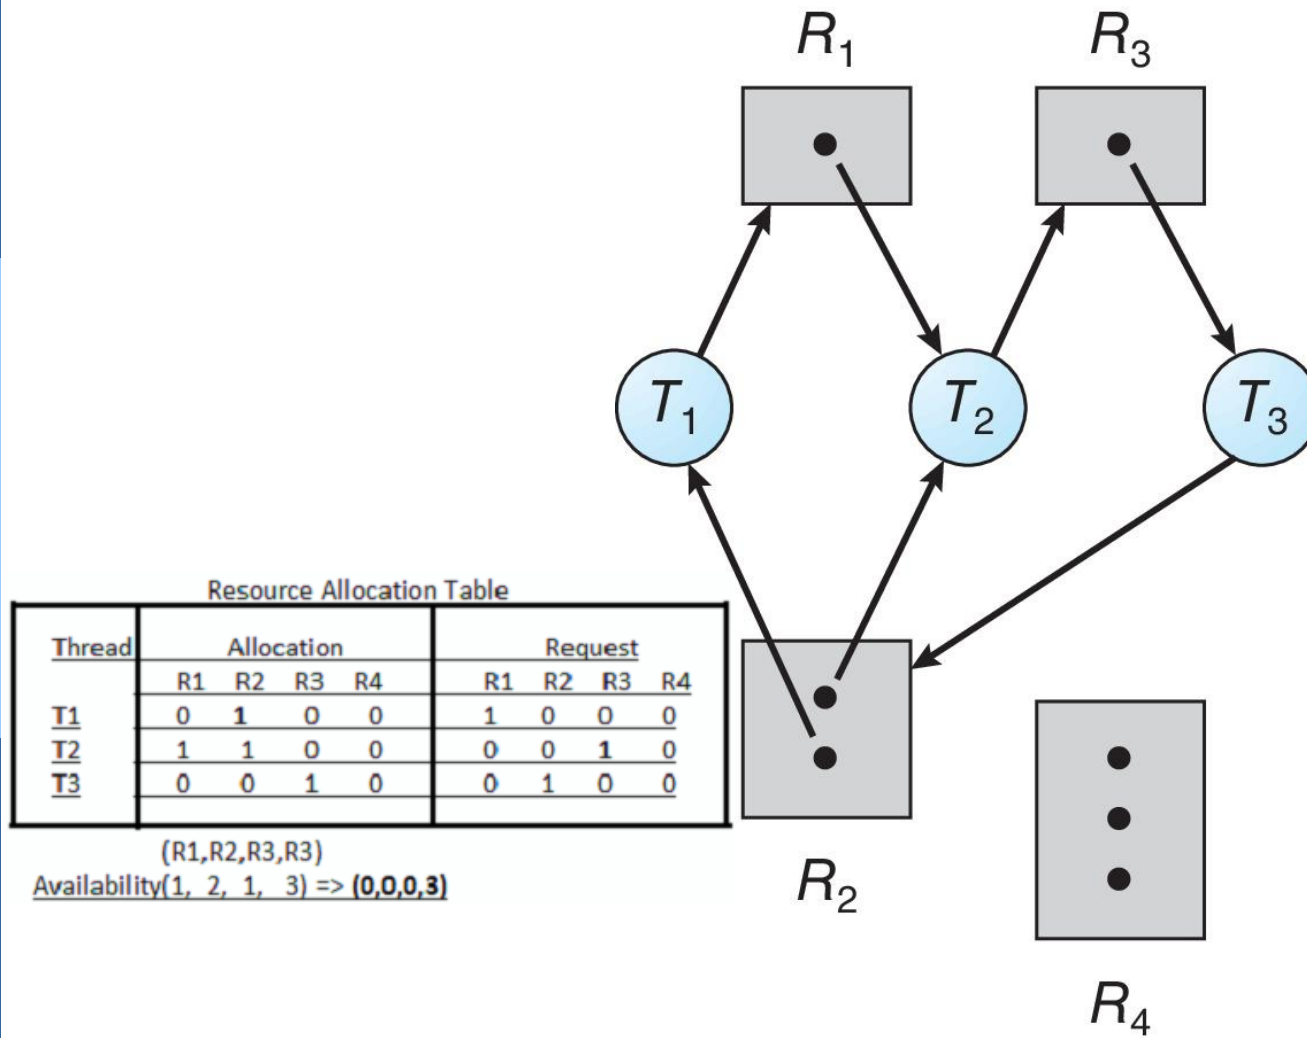 R1 R3
T1 T2 T3
Resource Allocation Table
Thread Allocation Request
R1 R2 R3 R4 R1 R2 R3 R4
T1 0 1 0 0 1 0 0 0
T2 1 1 0 0 0 0 1 0
T3 0 0 1 0 0 1 0 0
(R1,R2,R3,R3)
Availability(1, 2, 1, 3) => (0,0,0,3)
R2
R4